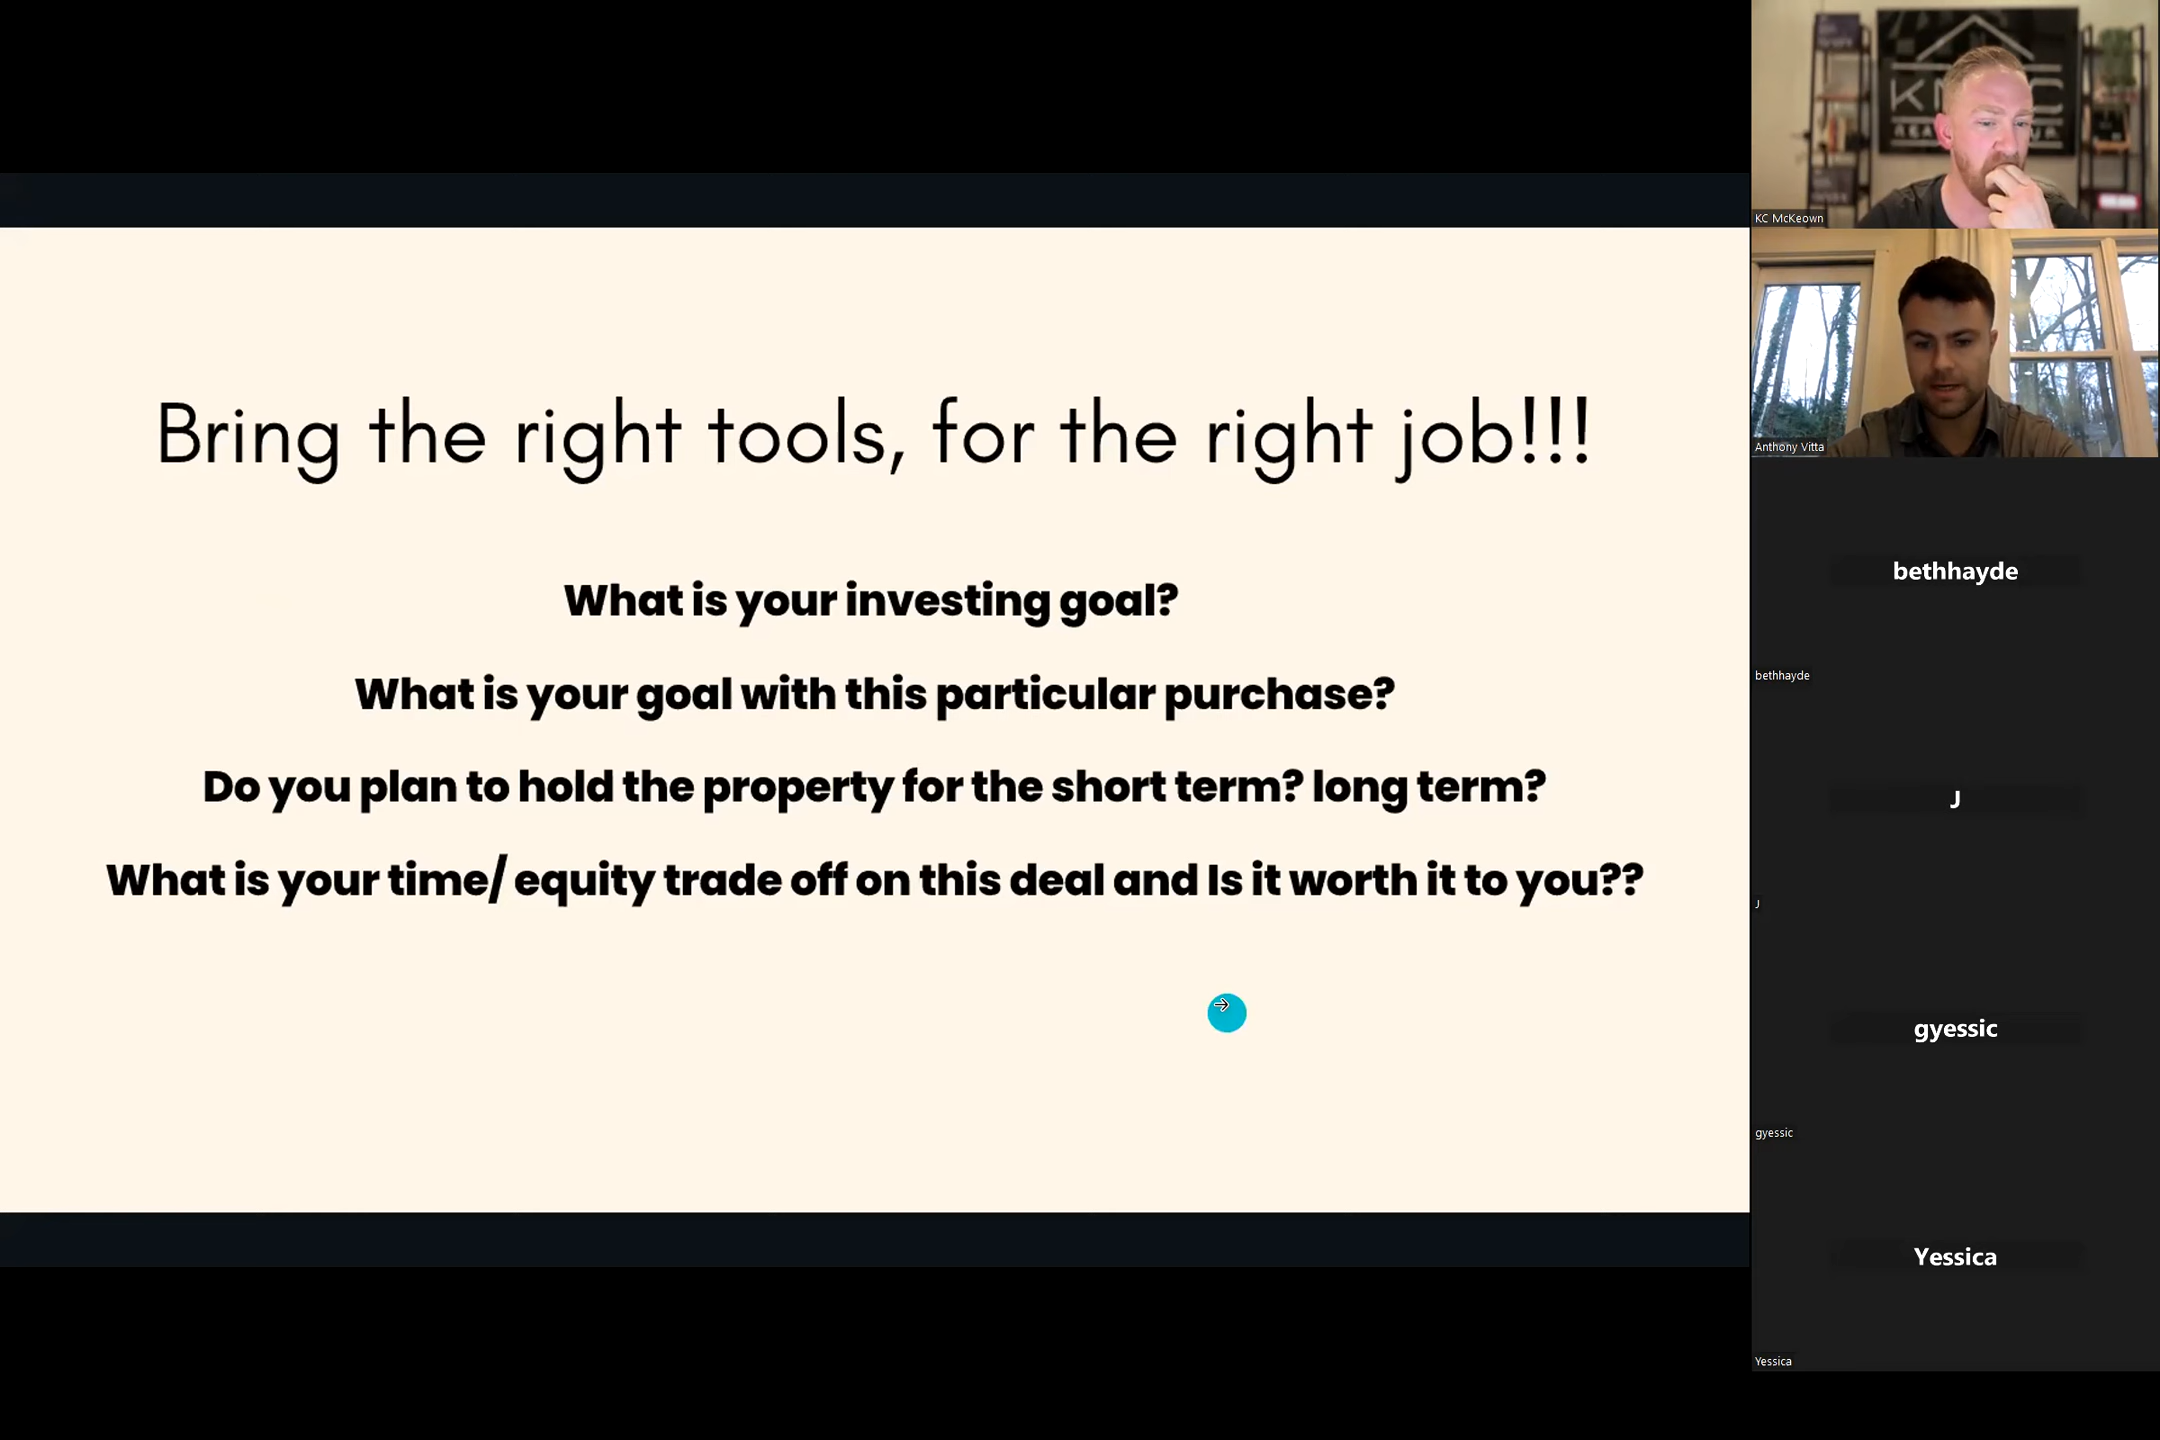 Bring the right tools, for the right job!!!
What is your investing goal?
What is your goal with this particular purchase?
Do you plan to hold the property for the short term? long term?
What is your time/ equity trade off on this deal and Is it worth it to you??
KC McKeown
Anthony Vitta
bethhayde
bethhayde
J
J
gyessic
gyessic
Yessica
Yessica